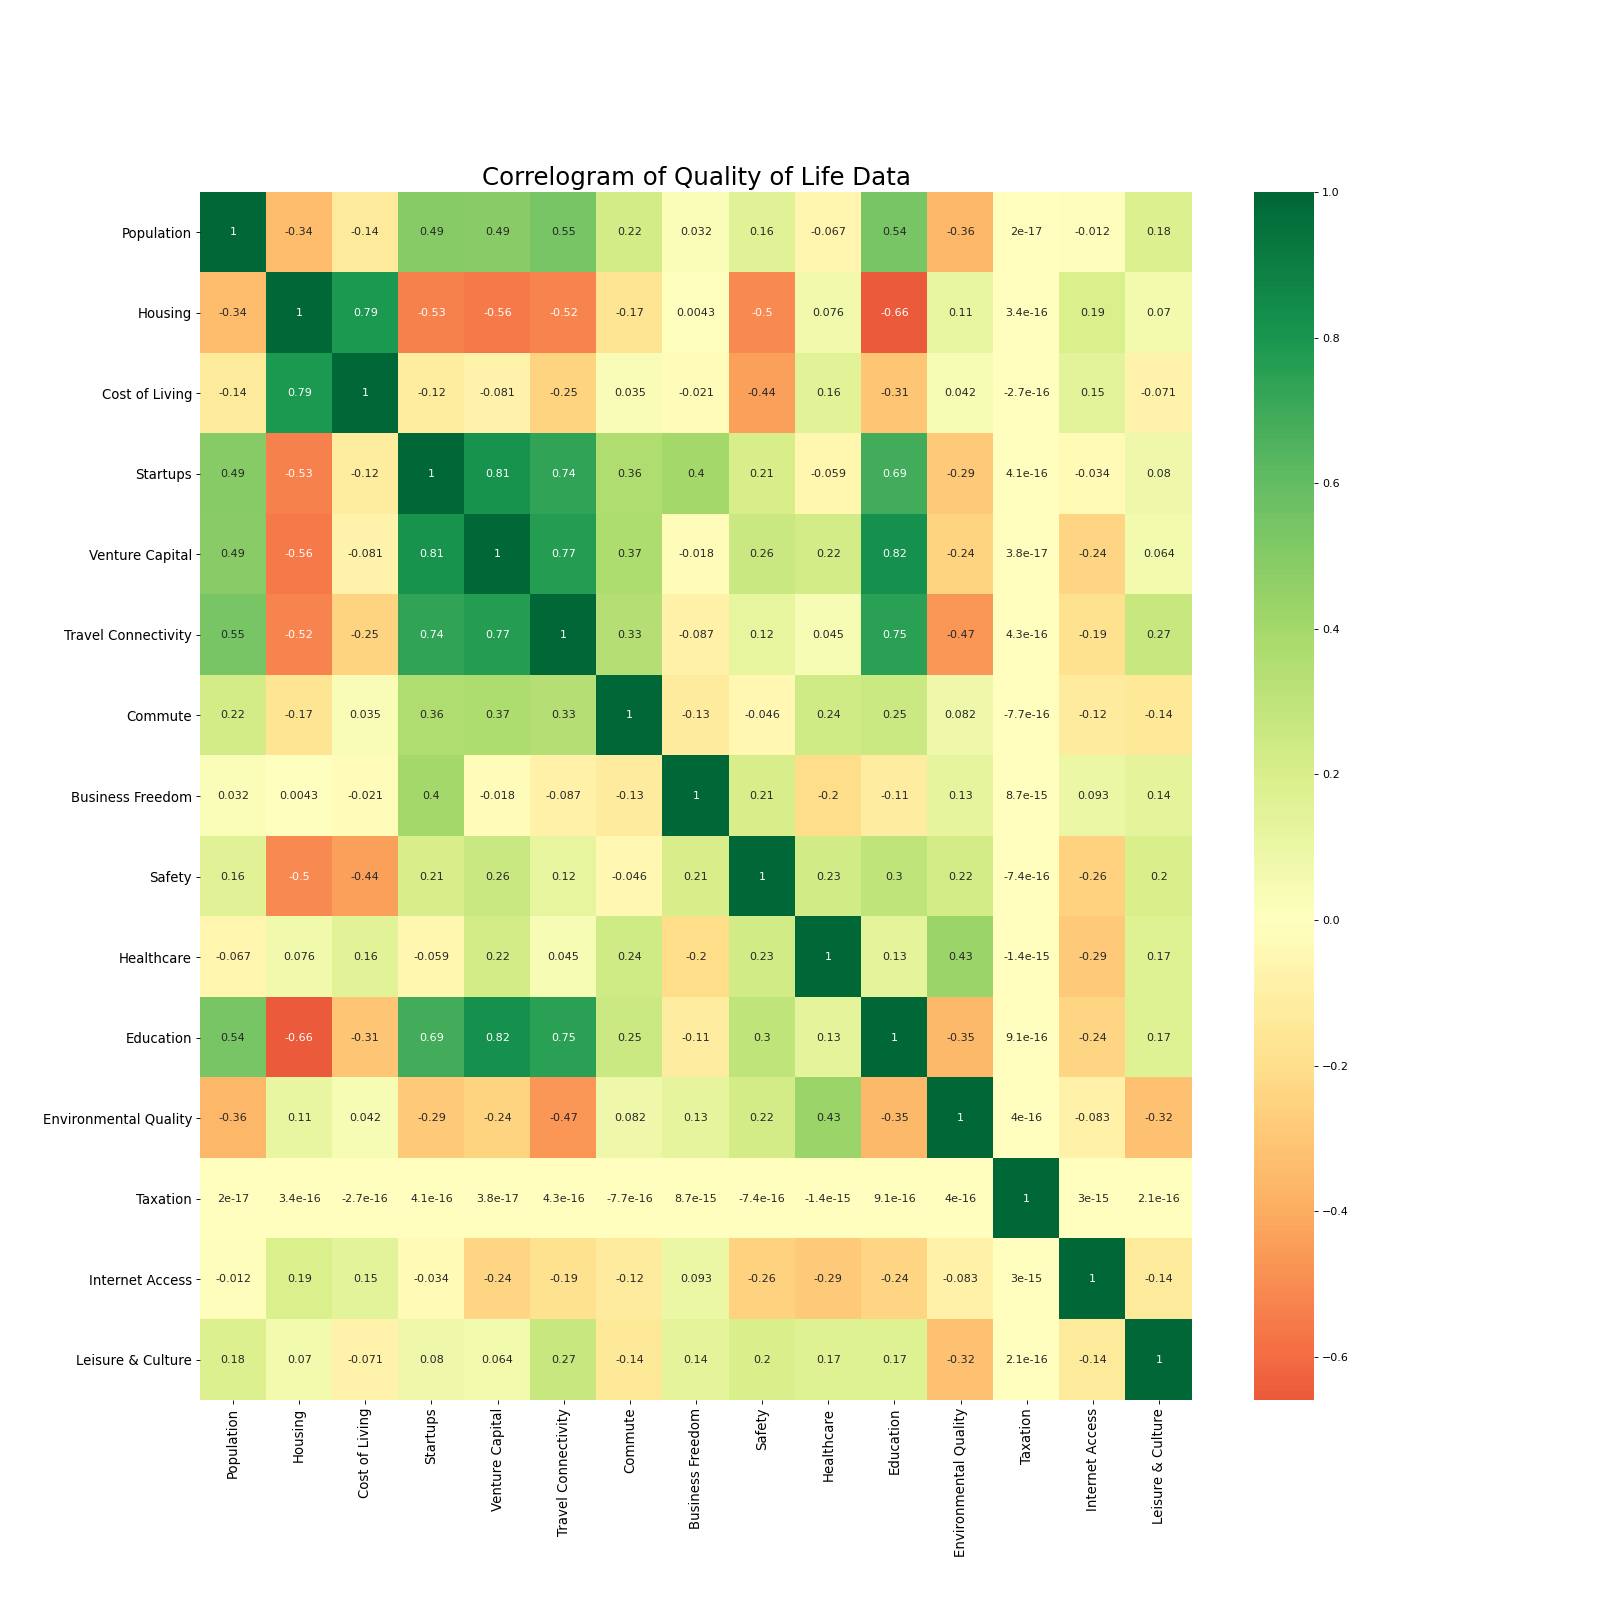 Correlogram of Quality of Life Data
Population 1 -0.34 -0.14 0.49 0.49 0.55 0.22 0.032 0.16 -0.067 0.54 -0.36 2e-17 -0.012 0.18
Housing -0.34 1 0.79 -0.53 -0.56 -0.52 -0.17 0.0043 -0.5 0.076 -0.66 0.11 3.4e-16 0.19 0.07
Cost of Living -0.14 0.79 1 -0.12 -0.081 -0.25 0.035 -0.021 -0.44 0.16 -0.31 0.042 -2.7e-16 0.15 -0.071
Startups 0.49 -0.53 -0.12 1 0.81 0.74 0.36 0.4 0.21 -0.059 0.69 -0.29 4.1e-16 -0.034 0.08
Venture Capital 0.49 -0.56 -0.081 0.81 1 0.77 0.37 -0.018 0.26 0.22 0.82 -0.24 3.8e-17 -0.24 0.064
Travel Connectivity 0.55 -0.52 -0.25 0.74 0.77 1 0.33 -0.087 0.12 0.045 0.75 -0.47 4.3e-16 -0.19 0.27
Commute 0.22 -0.17 0.035 0.36 0.37 0.33 1 -0.13 -0.046 0.24 0.25 0.082 -7.7e-16 -0.12 -0.14
Business Freedom 0.032 0.0043 -0.021 0.4 -0.018 -0.087 -0.13 1 0.21 -0.2 -0.11 0.13 8.7e-15 0.093 0.14
Safety 0.16 -0.5 -0.44 0.21 0.26 0.12 -0.046 0.21 1 0.23 0.3 0.22 -7.4e-16 -0.26 0.2
Healthcare -0.067 0.076 0.16 -0.059 0.22 0.045 0.24 -0.2 0.23 1 0.13 0.43 -1.4e-15 -0.29 0.17
Education 0.54 -0.66 -0.31 0.69 0.82 0.75 0.25 -0.11 0.3 0.13 1 -0.35 9.1e-16 -0.24 0.17
Environmental Quality -0.36 0.11 0.042 -0.29 -0.24 -0.47 0.082 0.13 0.22 0.43 -0.35 1 4e-16 -0.083 -0.32
Taxation 2e-17 3.4e-16 -2.7e-16 4.1e-16 3.8e-17 4.3e-16 -7.7e-16 8.7e-15 -7.4e-16 -1.4e-15 9.1e-16 4e-16 1 3e-15 2.1e-16
Internet Access -0.012 0.19 0.15 -0.034 -0.24 -0.19 -0.12 0.093 -0.26 -0.29 -0.24 -0.083 3e-15 1 -0.14
Leisure & Culture 0.18 0.07 -0.071 0.08 0.064 0.27 -0.14 0.14 0.2 0.17 0.17 -0.32 2.1e-16 -0.14 1
Population
Housing
Cost of Living
Startups
Venture Capital
Travel Connectivity
Commute
Business Freedom
Safety
Healthcare
Education
Environmental Quality
Taxation
Internet Access
Leisure & Culture
1.0
0.8
0.6
0.4
0.2
0.0
−0.2
−0.4
−0.6